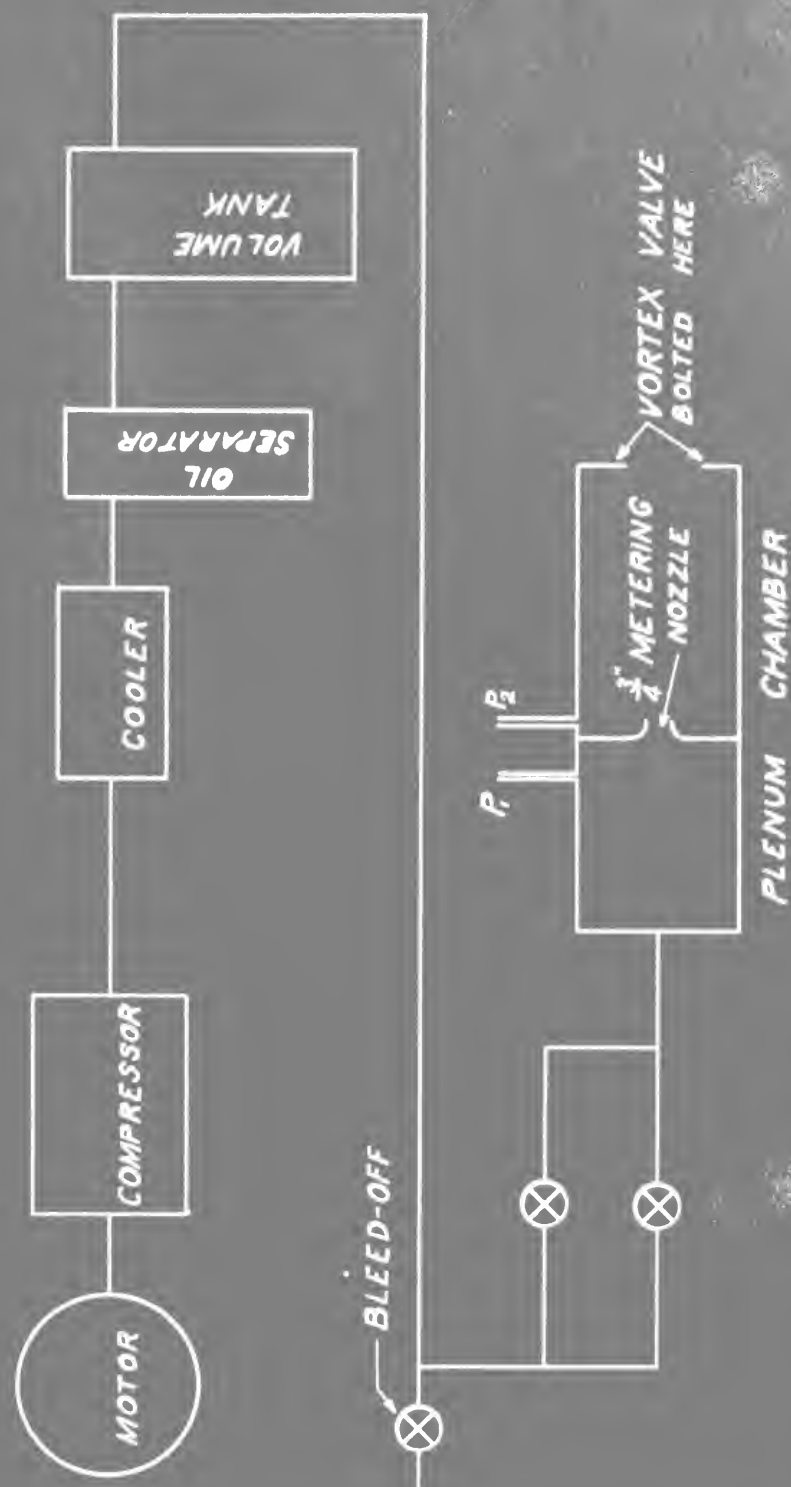 MOTOR
COMPRESSOR
COOLER
OIL
SEPARATOR
VOLUME
TANK
BLEED-OFF
P₁
P₂
3/4" METERING
NOZZLE
VORTEX VALVE
BOLTED HERE
PLENUM CHAMBER